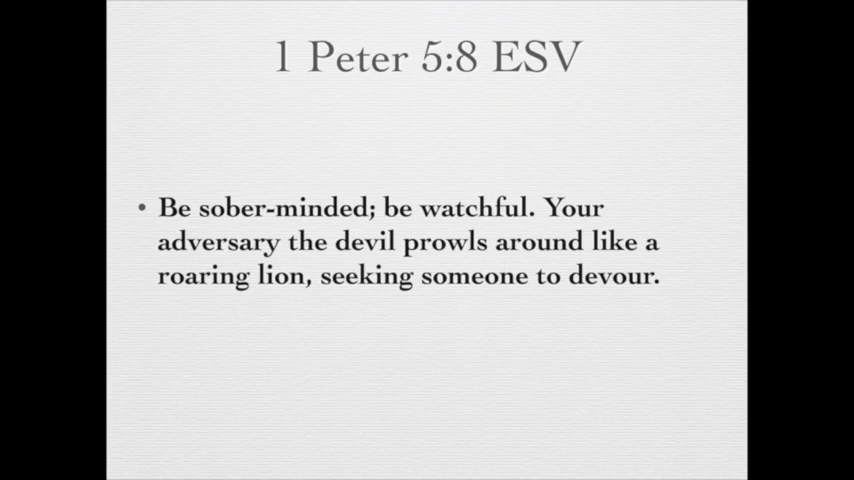 1 Peter 5:8 ESV
• Be sober-minded; be watchful. Your
adversary the devil prowls around like a
roaring lion, seeking someone to devour.